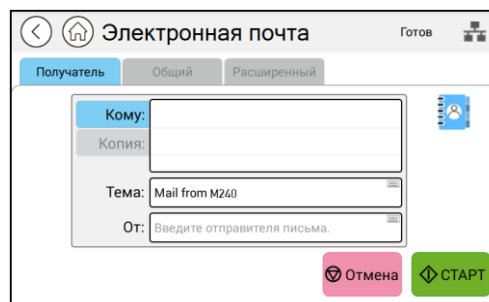 Электронная почта Готов
Получатель Общий Расширенный
Кому:
Копия:
Тема: Mail from M240
От: Введите отправителя письма.
Отмена СТАРТ